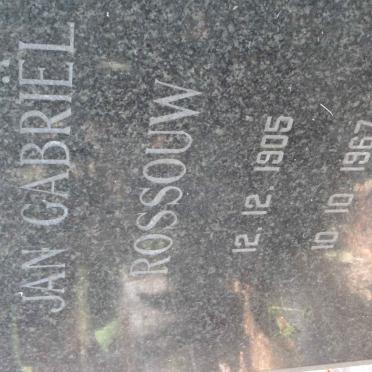 JAN GABRIËL
ROSSOUW
12. 12. 1905
10. 10. 1967